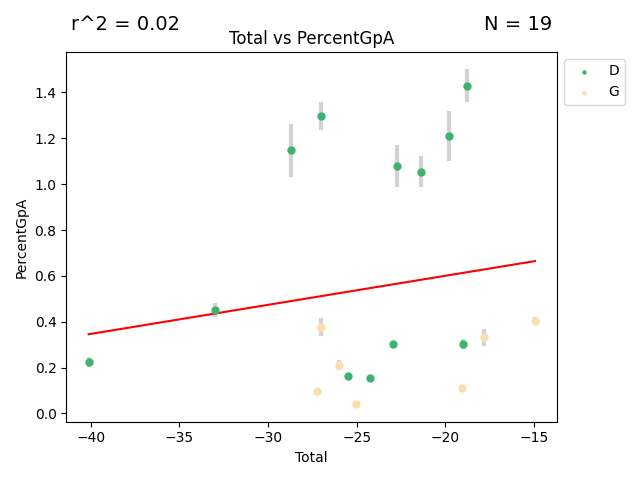 r^2 = 0.02
N = 19
Total vs PercentGpA
D
G
PercentGpA
1.4
1.2
1.0
0.8
0.6
0.4
0.2
0.0
−40
−35
−30
−25
−20
−15
Total